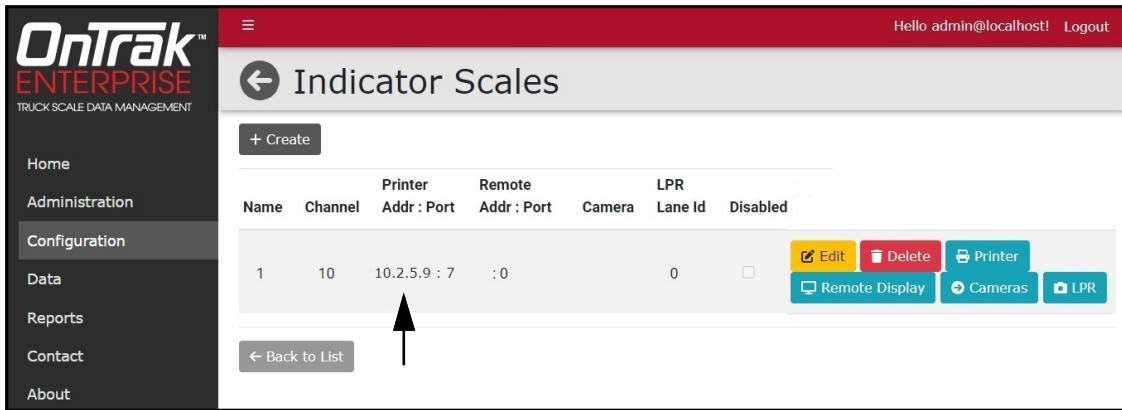 OnTrak™
ENTERPRISE
TRUCK SCALE DATA MANAGEMENT
Home
Administration
Configuration
Data
Reports
Contact
About
Hello admin@localhost! Logout
Indicator Scales
+ Create
Name Channel Printer Addr : Port Remote Addr : Port Camera LPR Lane Id Disabled
1 10 10.2.5.9 : 7 : 0 0
Edit Delete Printer
Remote Display Cameras LPR
← Back to List